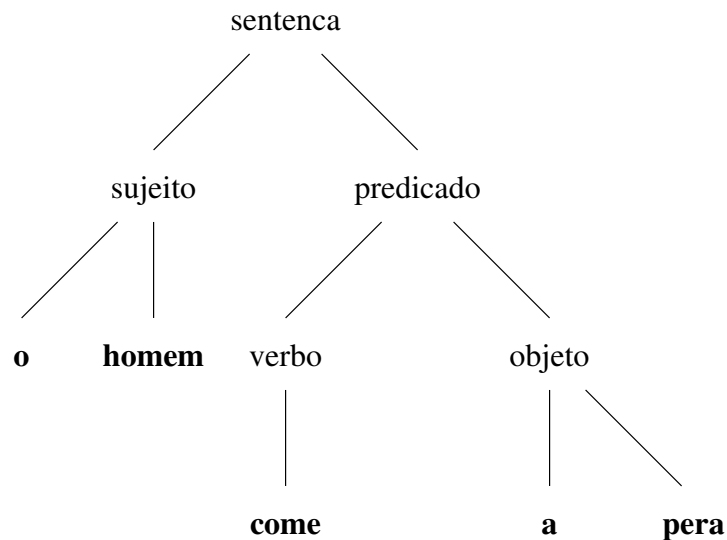 sentenca
sujeito predicado
o homem verbo objeto
come a pera